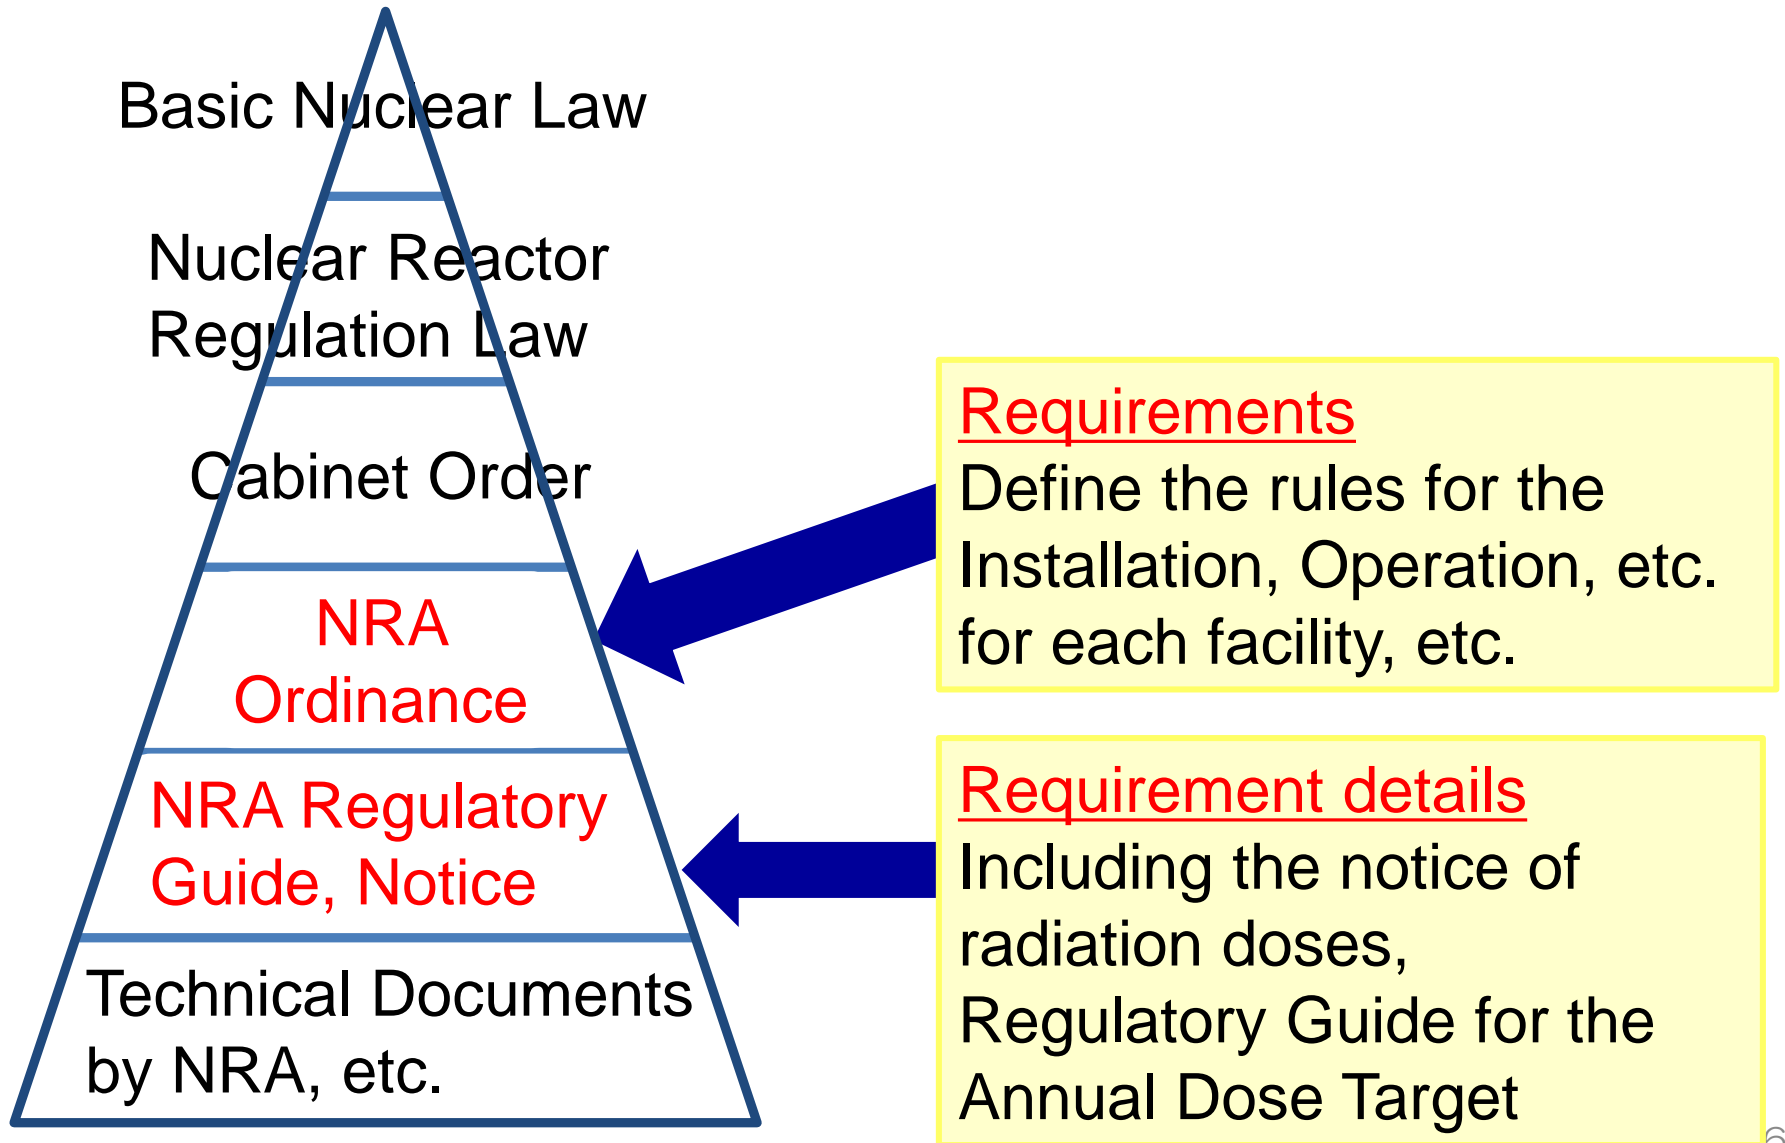 Basic Nuclear Law
Nuclear Reactor
Regulation Law
Cabinet Order
NRA
Ordinance
NRA Regulatory
Guide, Notice
Technical Documents
by NRA, etc.
Requirements
Define the rules for the
Installation, Operation, etc.
for each facility, etc.
Requirement details
Including the notice of
radiation doses,
Regulatory Guide for the
Annual Dose Target